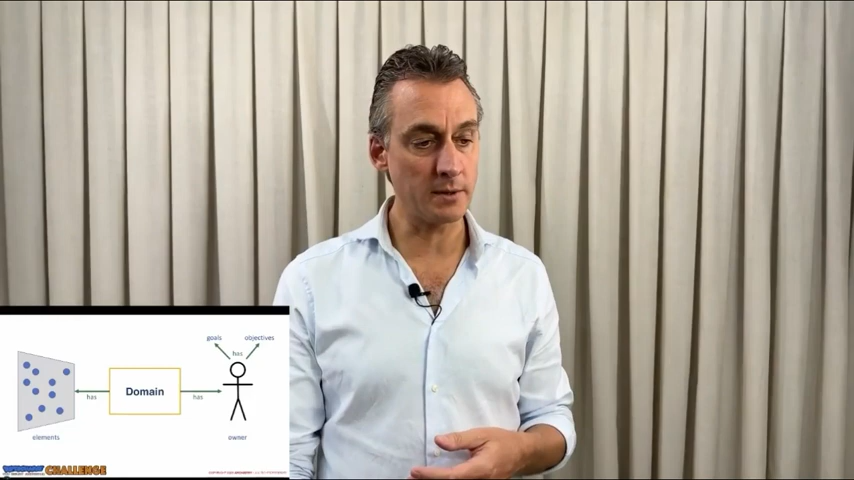 goals
objectives
has
Domain
has
has
elements
owner
CHALLENGE